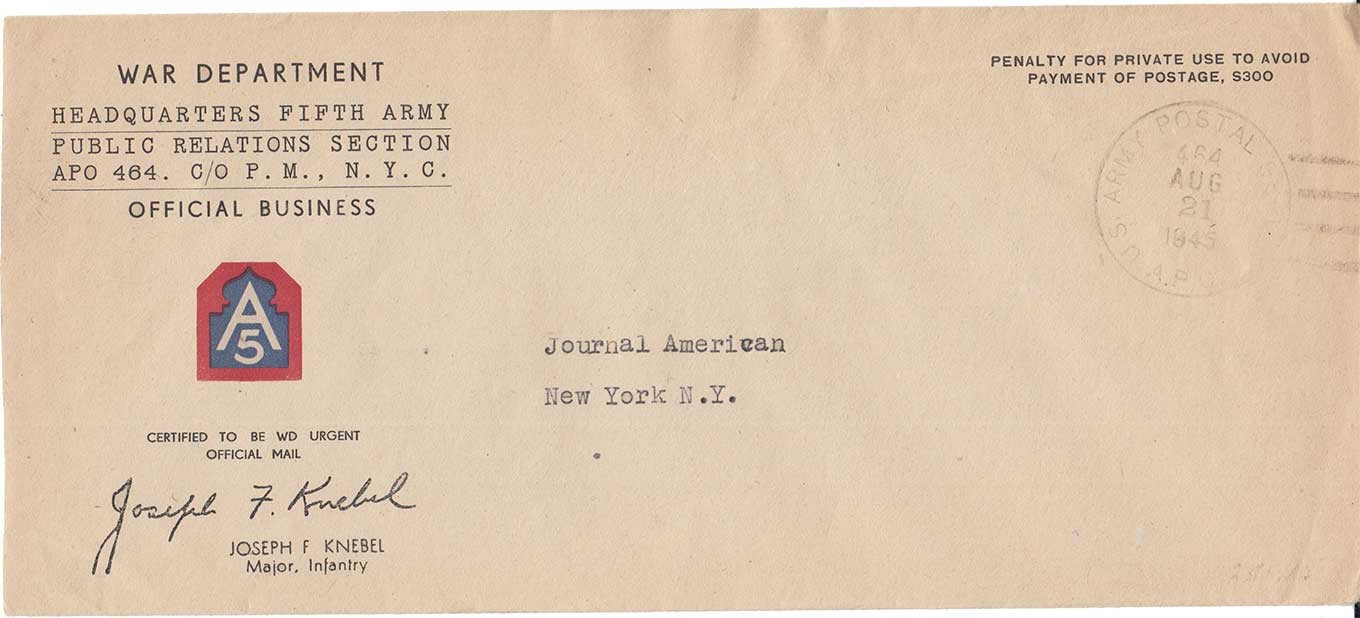 WAR DEPARTMENT
HEADQUARTERS FIFTH ARMY
PUBLIC RELATIONS SECTION
APO 464. C/O P.M., N.Y.C.
OFFICIAL BUSINESS
PENALTY FOR PRIVATE USE TO AVOID
PAYMENT OF POSTAGE, S300
U.S. ARMY POSTAL
464
AUG
21
1945
A.P.
A
5
Journal American
New York N.Y.
CERTIFIED TO BE WD URGENT
OFFICIAL MAIL
Joseph F. Knebel
JOSEPH F KNEBEL
Major, Infantry